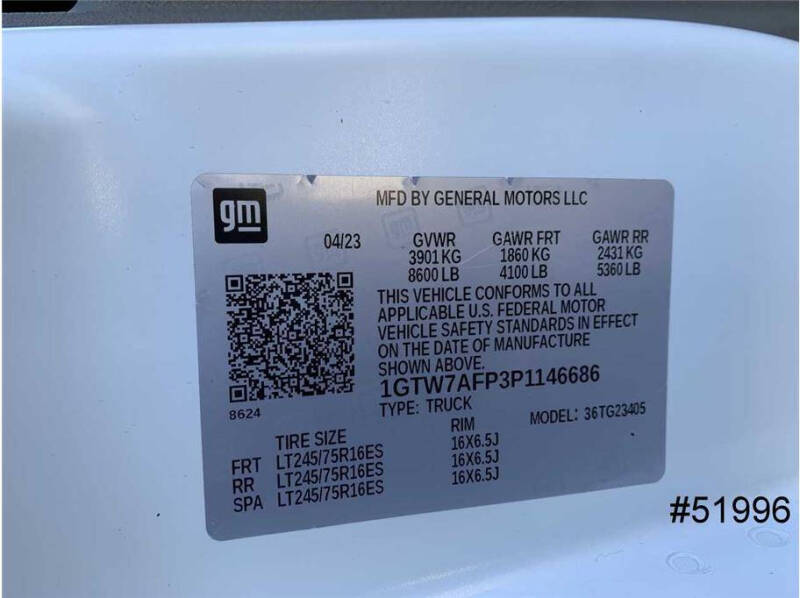 gm
MFD BY GENERAL MOTORS LLC
04/23
GVWR GAWR FRT GAWR RR
3901 KG 1860 KG 2431 KG
8600 LB 4100 LB 5360 LB
THIS VEHICLE CONFORMS TO ALL
APPLICABLE U.S. FEDERAL MOTOR
VEHICLE SAFETY STANDARDS IN EFFECT
ON THE DATE OF MANUFACTURE
SHOWN ABOVE.
1GTW7AFP3P1146686
TYPE: TRUCK MODEL: 36TG23405
8624
TIRE SIZE RIM
FRT LT245/75R16ES 16X6.5J
RR LT245/75R16ES 16X6.5J
SPA LT245/75R16ES 16X6.5J
#51996